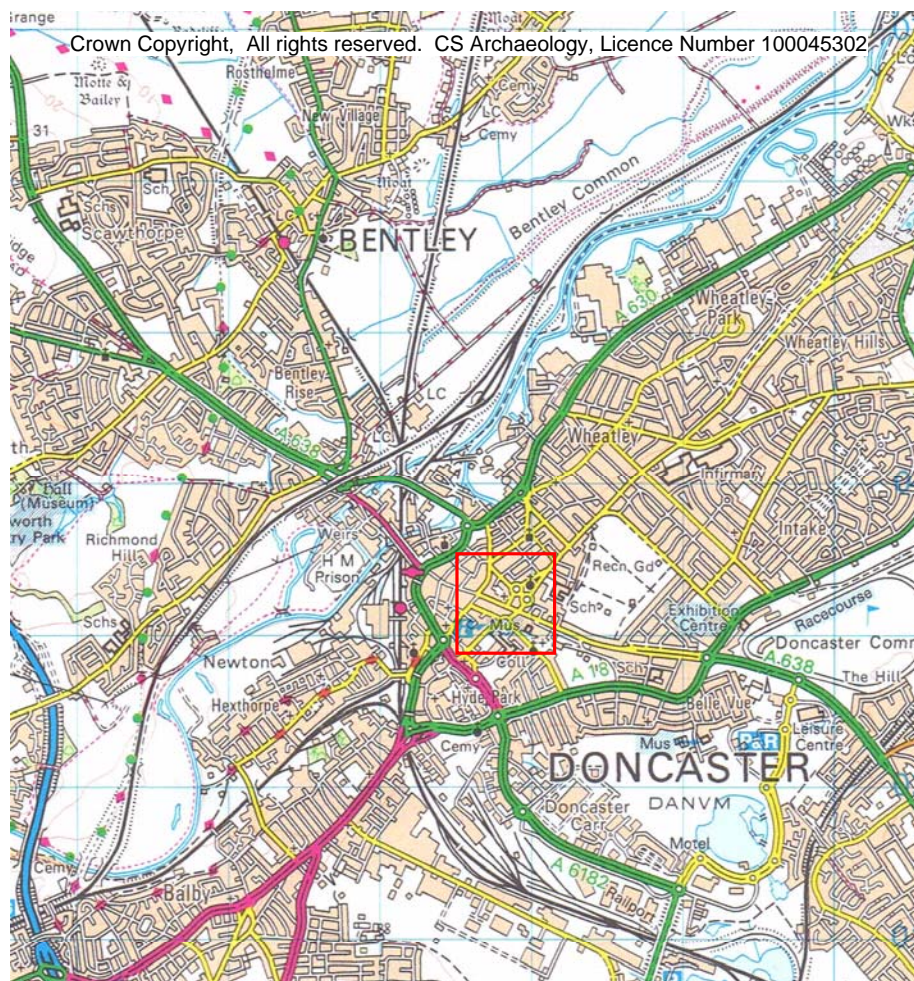 Crown Copyright, All rights reserved. CS Archaeology, Licence Number 100045302
Motte &
Bailey
Rosthelme
Cemy
New Village
LC
Cemy
31
Sch
Moat
Schs
Scawthorpe
LC
BENTLEY
Bentley Common
Wheatley
Park
A 630
Wheatley Hills
Bentley
Rise
LC
LC
A 638
Wheatley
Infirmary
Hall
(Museum)
Richmond
Hill
Weirs
H M
Prison
Intake
Recn Gd
Sch
Exhibition
Centre
Racecourse
Schs
Mus
Coll
Newton
Doncaster Comm
A 638
A 18
Sch
The Hill
Hexthorpe
Hyde Park
Belle Vue
Leisure
Centre
Mus
P&R
Cemy
DONCASTER
DANVM
Doncaster
Carr
Motel
A 6182
Railport
Cemy
Balby